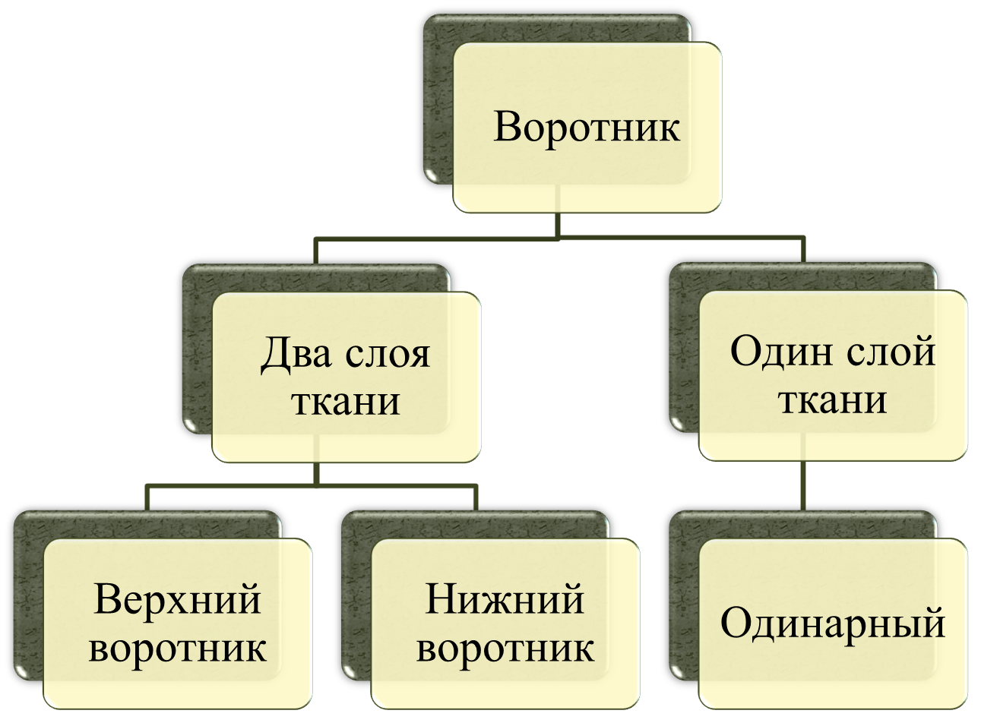 Воротник
Два слоя
ткани
Один слой
ткани
Верхний
воротник
Нижний
воротник
Одинарный